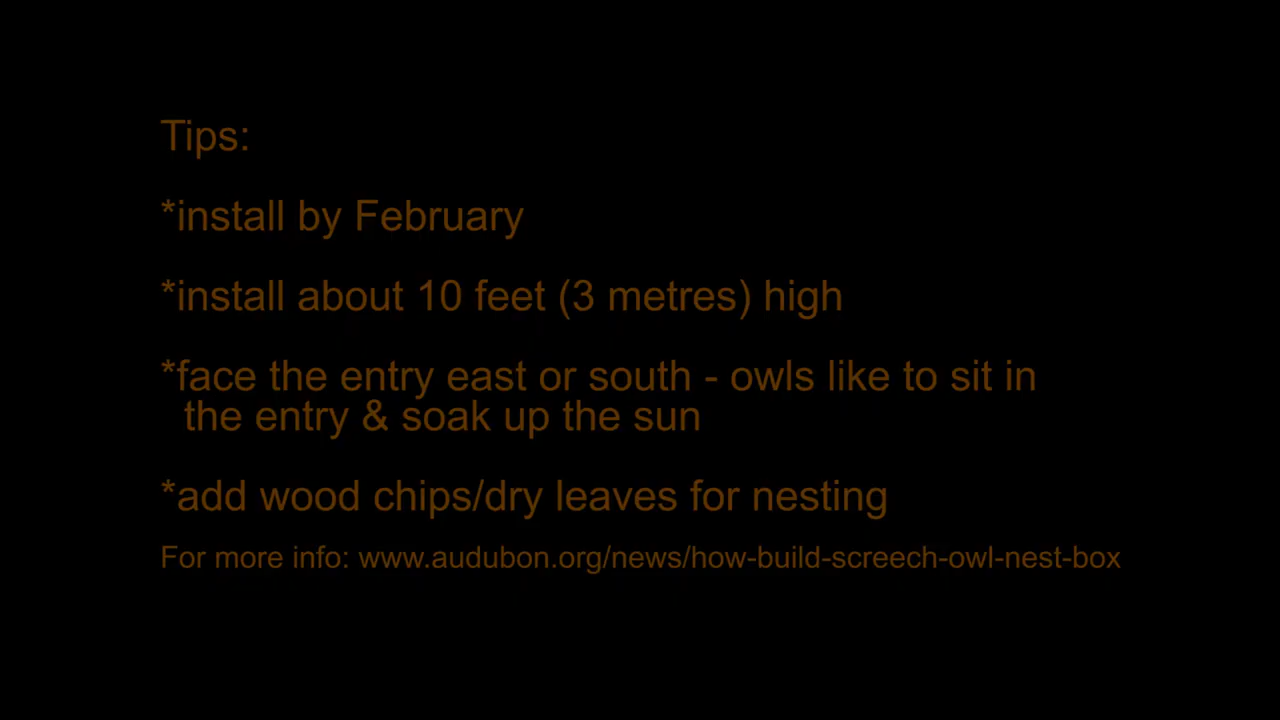 Tips:
*install by February
*install about 10 feet (3 metres) high
*face the entry east or south - owls like to sit in
the entry & soak up the sun
*add wood chips/dry leaves for nesting
For more info: www.audubon.org/news/how-build-screech-owl-nest-box